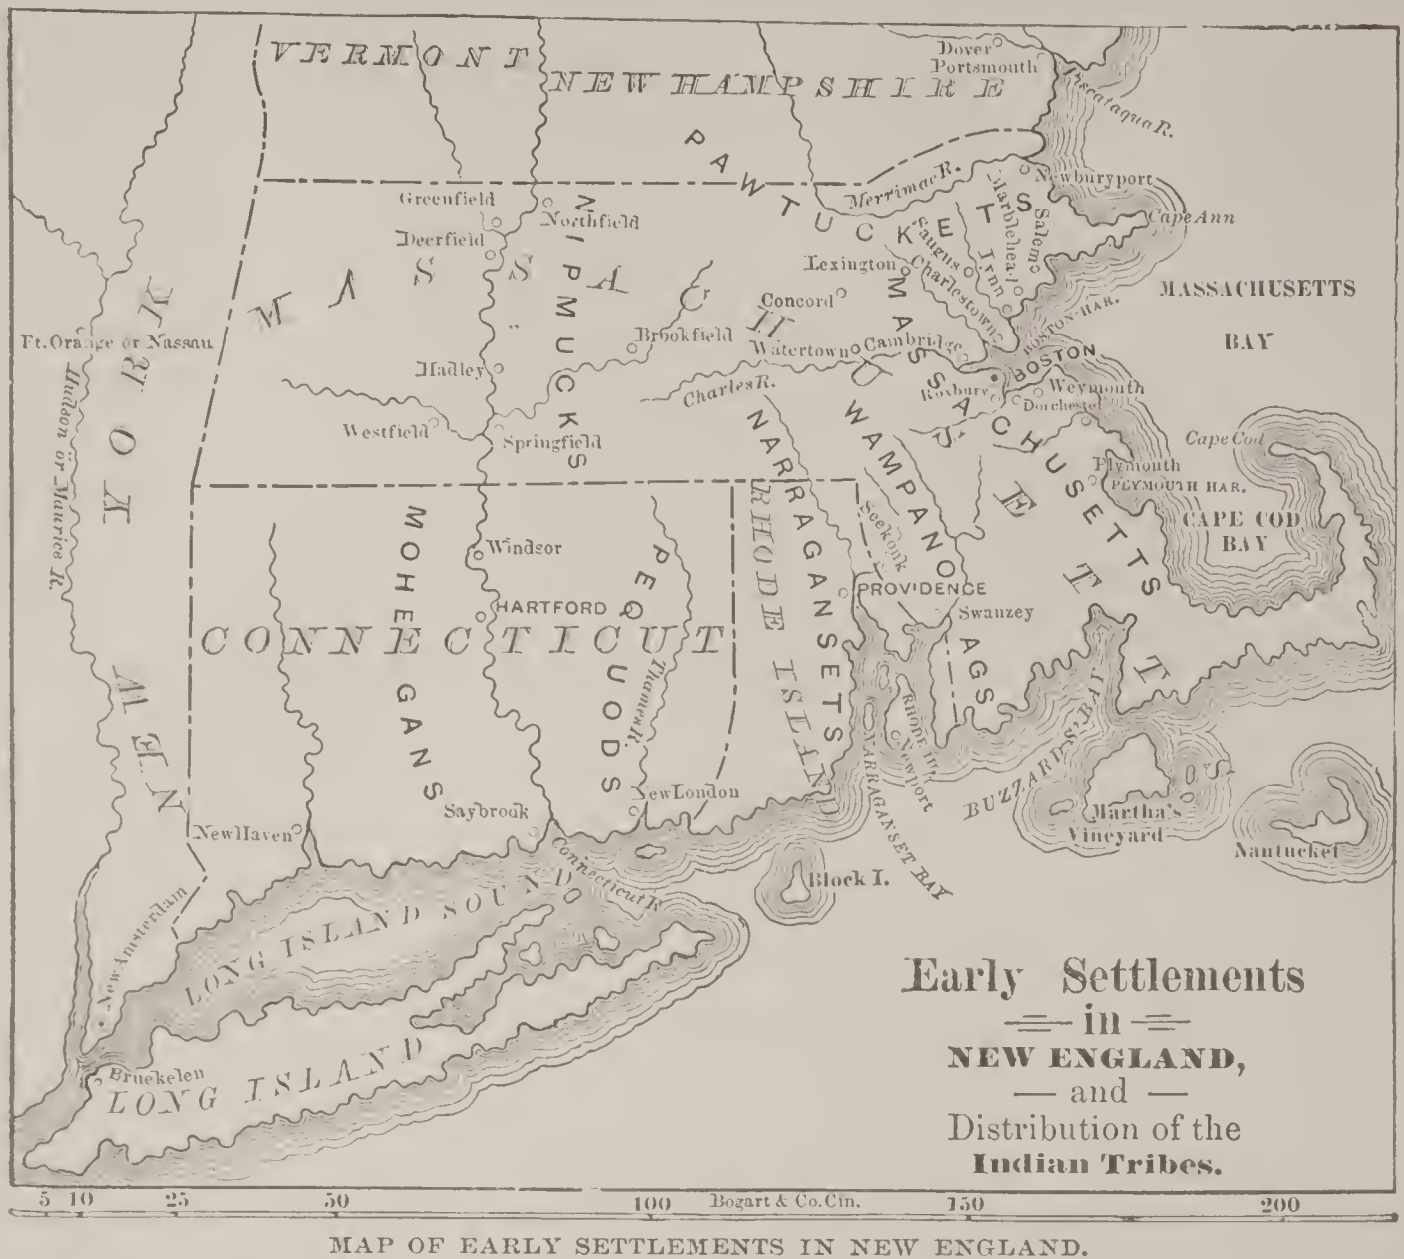 VERMONT
NEW HAMPSHIRE
Dover
Portsmouth
Piscataqua R.
PAWTUCKETS
Merrimac R.
Newburyport
Cape Ann
Greenfield
Northfield
Deerfield
NIPMUCKS
MASSACHUSETTS
Saugus
Marblehead
Salem
Lexington
Charlestown
Concord
MASSACHUSETTS
BAY
BOSTON HAR.
Ft. Orange or Nassau
Brookfield
Watertown
Cambridge
BOSTON
Hadley
Charles R.
Roxbury
Weymouth
Dorchester
Hudson or Maurice R.
NEW YORK
Westfield
Springfield
MASSACHUSETTS
Cape Cod
Plymouth
PLYMOUTH HAR.
CAPE COD
BAY
NARRAGANSETS
WAMPANOAGS
Seekonk
MOHEGANS
PEQUODS
RHODE ISLAND
Windsor
HARTFORD
PROVIDENCE
Swanzey
CONNECTICUT
Thames R.
RHODE
Newport
NARRAGANSET BAY
BUZZARDS' BAY
New London
Saybrook
New Haven
Martha's
Vineyard
Nantucket
Connecticut R
Block I.
LONG ISLAND SOUND
New Amsterdam
Bruekelen
LONG ISLAND
Early Settlements
in
NEW ENGLAND,
and
Distribution of the
Indian Tribes.
5 10 25 50 100 Bogart & Co. Cin. 150 200
MAP OF EARLY SETTLEMENTS IN NEW ENGLAND.